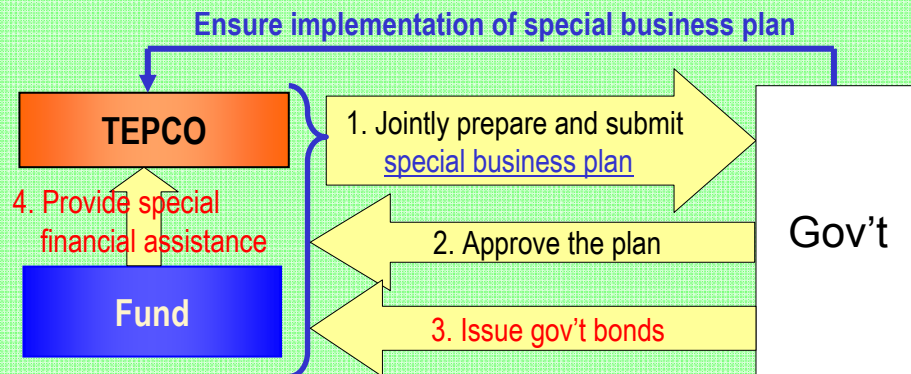 Ensure implementation of special business plan
TEPCO
1. Jointly prepare and submit
special business plan
4. Provide special
financial assistance
2. Approve the plan
Gov’t
Fund
3. Issue gov’t bonds